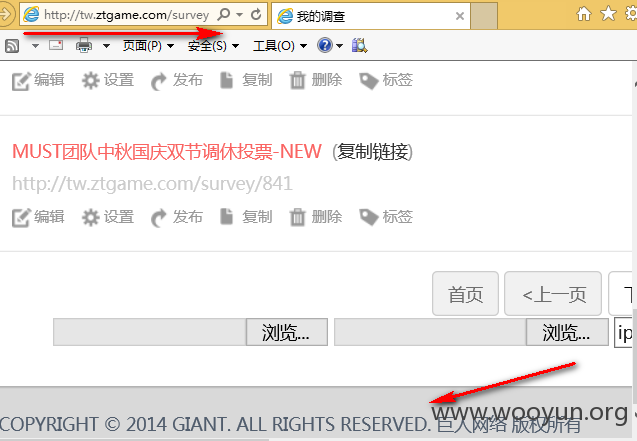 http://tw.ztgame.com/survey
我的调查
页面(P) 安全(S) 工具(O)
编辑 设置 发布 复制 删除 标签
MUST团队中秋国庆双节调休投票-NEW (复制链接)
http://tw.ztgame.com/survey/841
编辑 设置 发布 复制 删除 标签
首页 <上一页
浏览... 浏览... ip
www.wooyun.org
COPYRIGHT © 2014 GIANT. ALL RIGHTS RESERVED. 巨人网络 版权所有